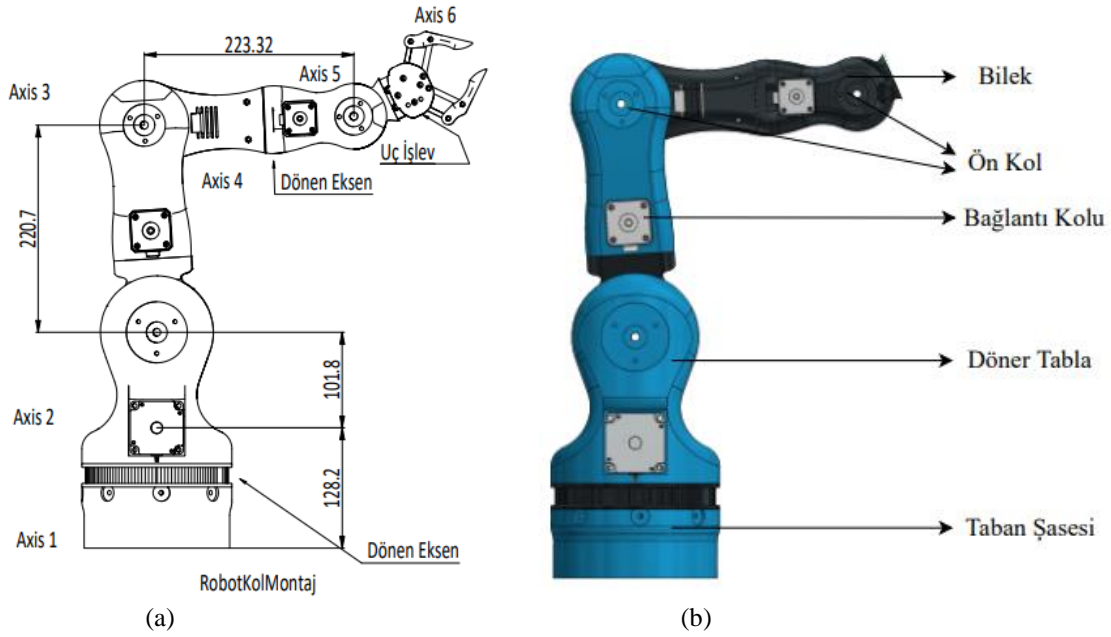 Axis 6
223.32
Axis 5
Axis 3
Uç İşlev
Axis 4
Dönen Eksen
220.7
101.8
Axis 2
128.2
Axis 1
Dönen Eksen
RobotKolMontaj
(a)
Bilek
Ön Kol
Bağlantı Kolu
Döner Tabla
Taban Şasesi
(b)